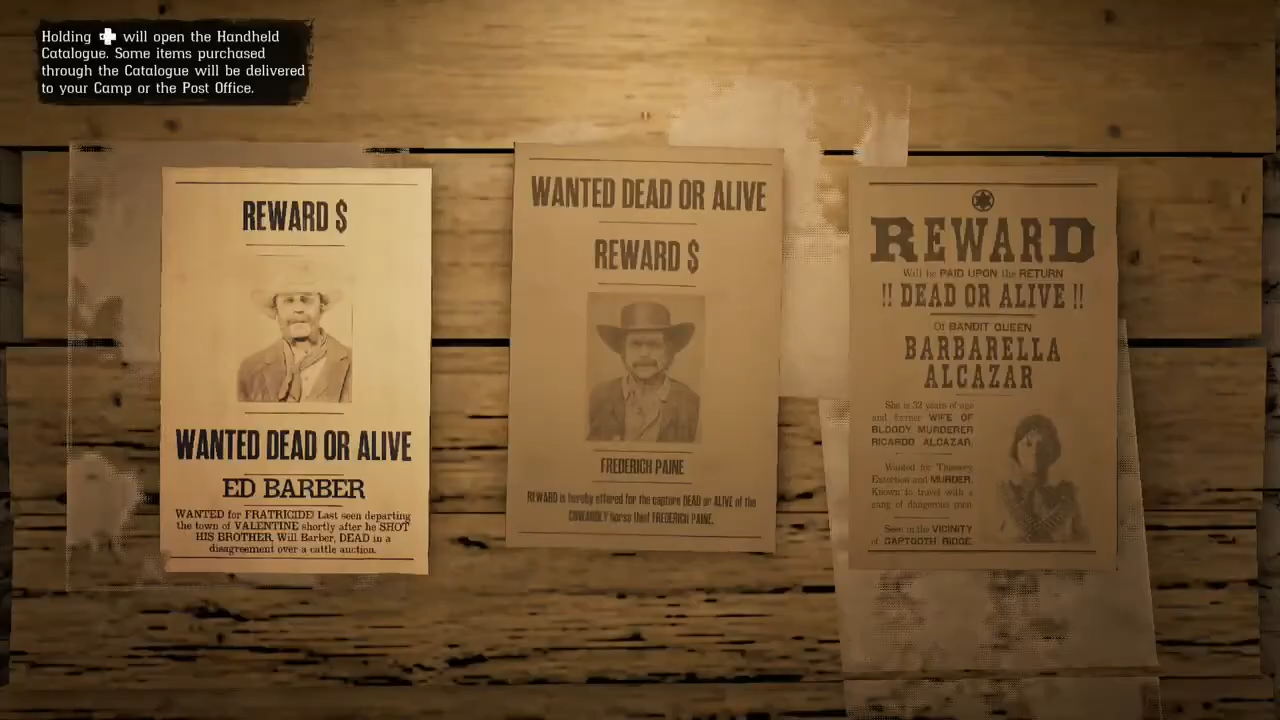 Holding will open the Handheld
Catalogue. Some items purchased
through the Catalogue will be delivered
to your Camp or the Post Office.
REWARD $
WANTED DEAD OR ALIVE
ED BARBER
WANTED for FRATRICIDE! Last seen departing
the town of VALENTINE shortly after he SHOT
HIS BROTHER, Will Barber, DEAD in a
disagreement over a cattle auction.
WANTED DEAD OR ALIVE
REWARD $
FREDERICH PAINE
REWARD is hereby offered for the capture DEAD or ALIVE of the
COWARDLY horse thief FREDERICH PAINE.
REWARD
Will be PAID UPON the RETURN
!! DEAD OR ALIVE !!
Of BANDIT QUEEN
BARBARELLA
ALCAZAR
She is 32 years of age
and former WIFE OF
BLOODY MURDERER
RICARDO ALCAZAR.
Wanted for Thievery
Extortion and MURDER.
Known to travel with a
gang of dangerous men
Seen in the VICINITY
of GAPTOOTH RIDGE.